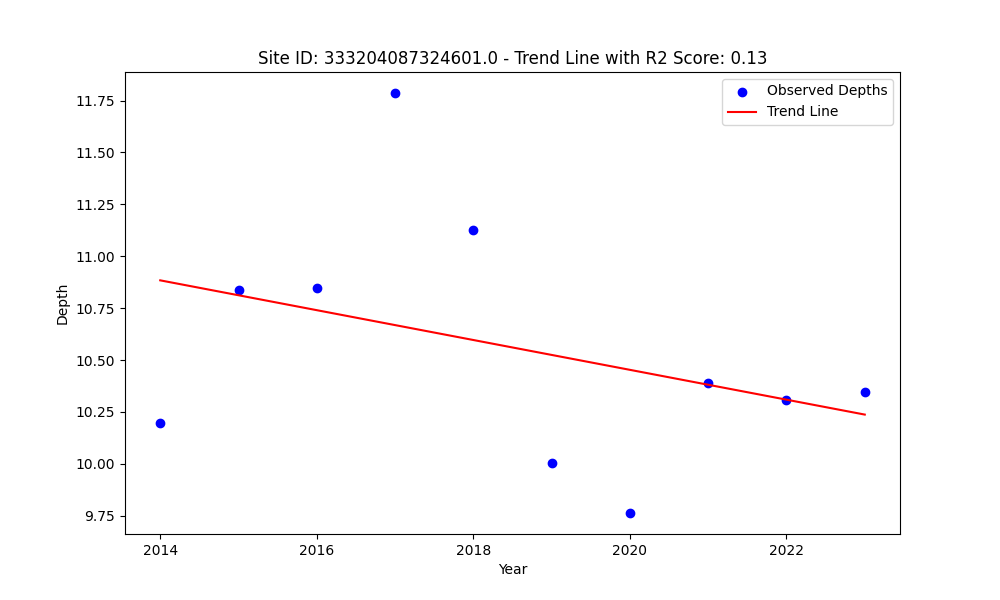 Site ID: 333204087324601.0 - Trend Line with R2 Score: 0.13
Observed Depths
Trend Line
11.75
11.50
11.25
11.00
10.75
10.50
10.25
10.00
9.75
Depth
2014
2016
2018
2020
2022
Year